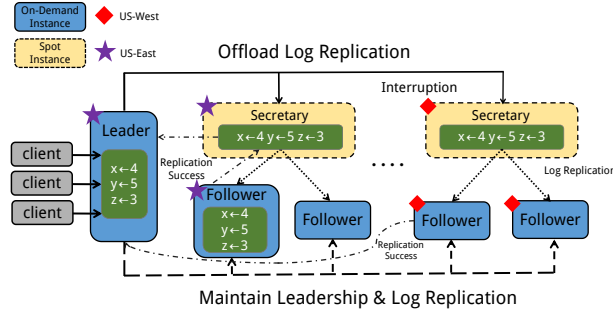 On-Demand
Instance
US-West
Spot
Instance
US-East
Offload Log Replication
Interruption
Leader
Secretary
x←4 y←5 z←3
Secretary
x←4 y←5 z←3
client
client
client
x←4
y←5
z←3
Replication
Success
Log Replication
Follower
x←4
y←5
z←3
Follower
Follower
Follower
Replication
Success
Maintain Leadership & Log Replication